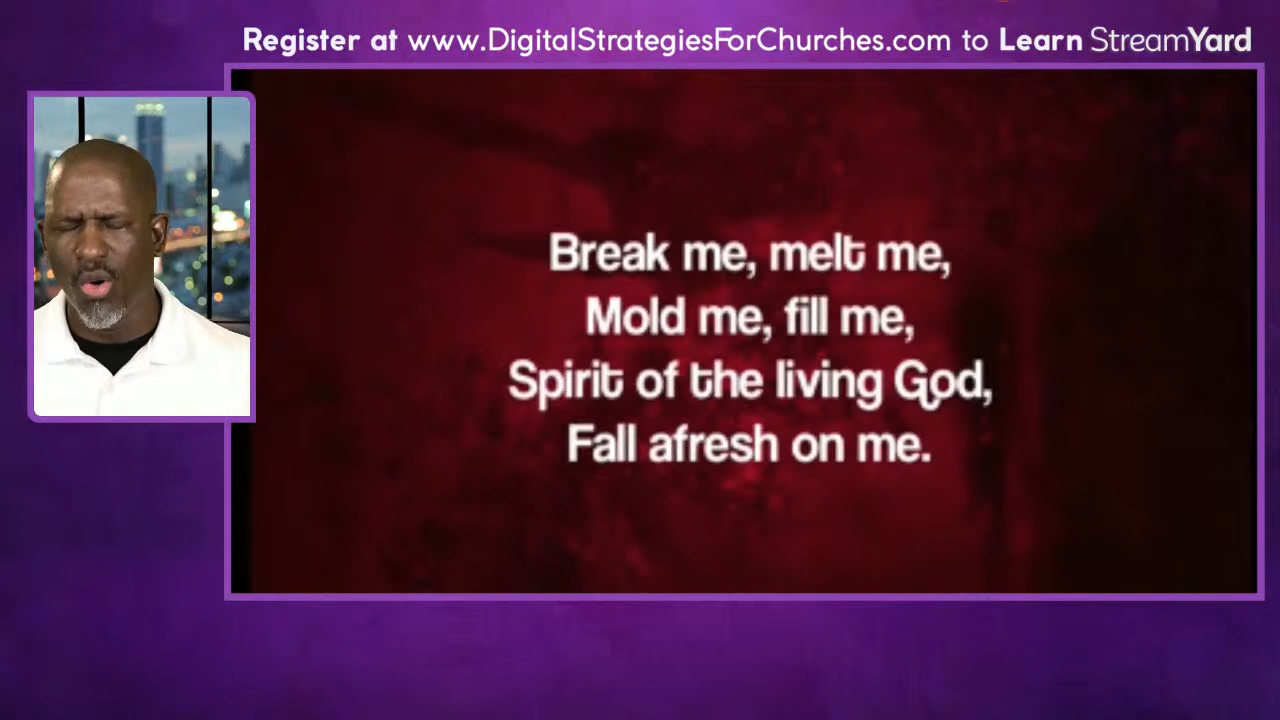 Register at www.DigitalStrategiesForChurches.com to Learn StreamYard
Break me, melt me,
Mold me, fill me,
Spirit of the living God,
Fall afresh on me.